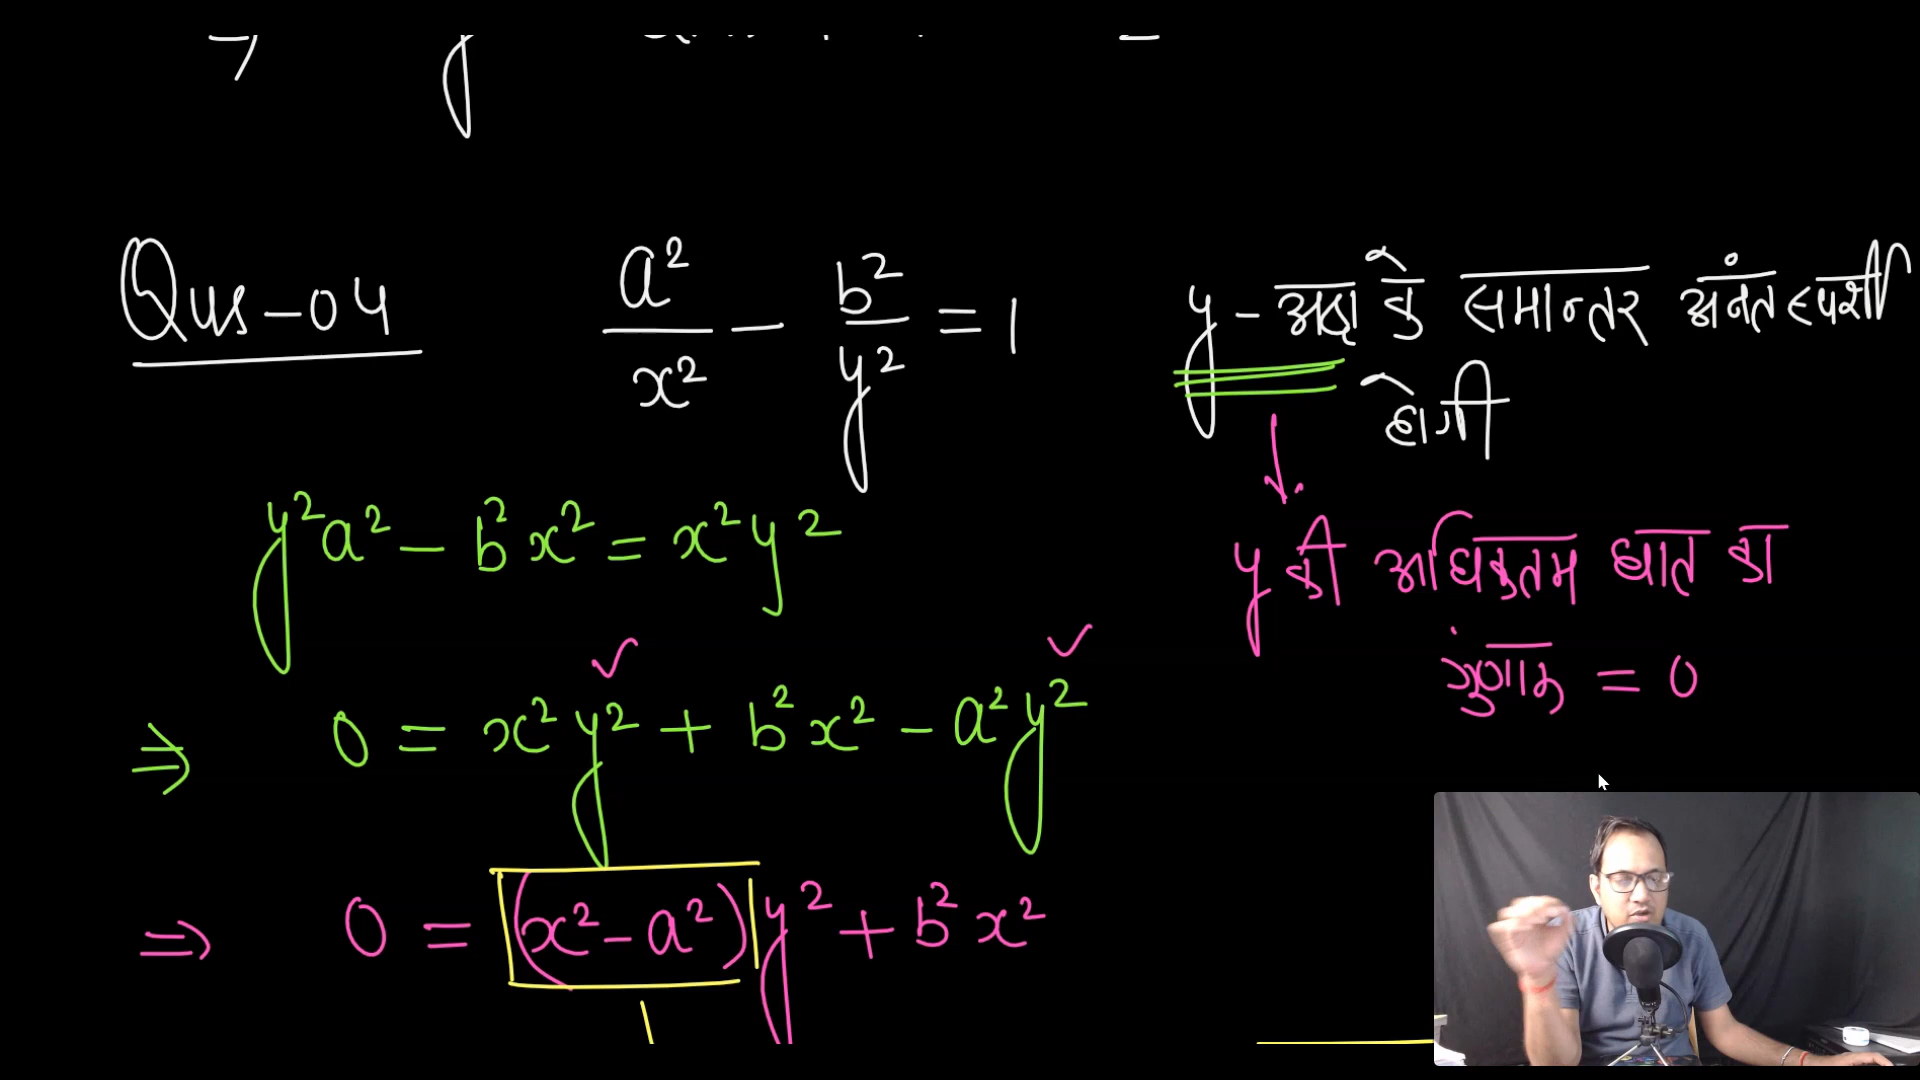 Qus-04 a²/x² - b²/y² = 1 y-अक्ष के समान्तर अनंतस्पर्शी
होगी
y²a² - b²x² = x²y²
y की अधिकतम घात का
गुणांक = 0
⇒ 0 = x²y² + b²x² - a²y²
⇒ 0 = (x²-a²)y² + b²x²